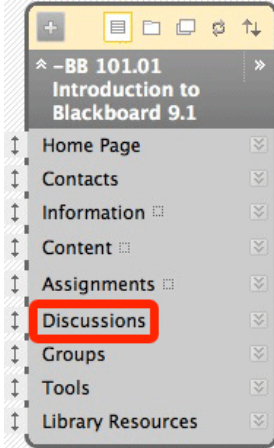 –BB 101.01
Introduction to
Blackboard 9.1
Home Page
Contacts
Information
Content
Assignments
Discussions
Groups
Tools
Library Resources